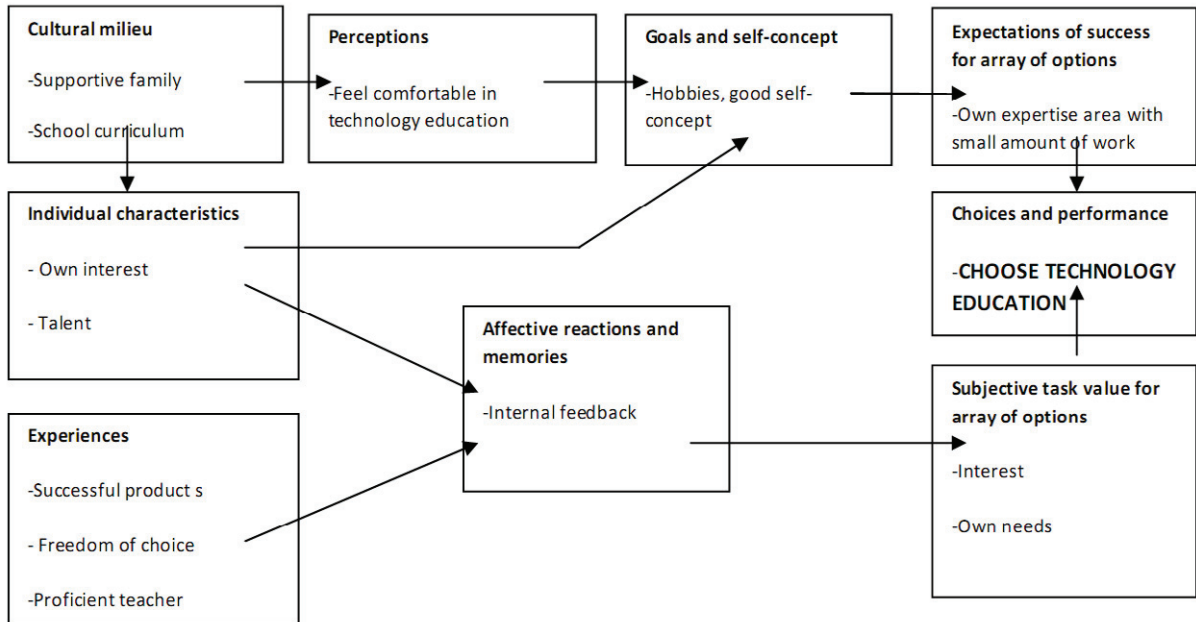 Cultural milieu
-Supportive family
-School curriculum
Perceptions
-Feel comfortable in
technology education
Goals and self-concept
-Hobbies, good self-
concept
Expectations of success
for array of options
-Own expertise area with
small amount of work
Individual characteristics
- Own interest
- Talent
Choices and performance
-CHOOSE TECHNOLOGY
EDUCATION
Affective reactions and
memories
-Internal feedback
Subjective task value for
array of options
-Interest
-Own needs
Experiences
-Successful product s
- Freedom of choice
-Proficient teacher